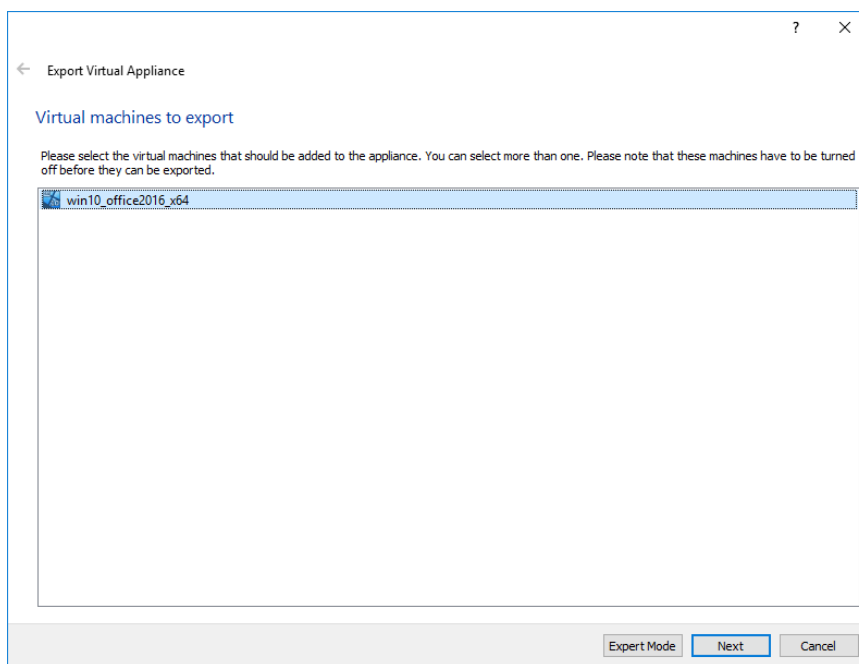 ?
Export Virtual Appliance
Virtual machines to export
Please select the virtual machines that should be added to the appliance. You can select more than one. Please note that these machines have to be turned
off before they can be exported.
win10_office2016_x64
Expert Mode Next Cancel